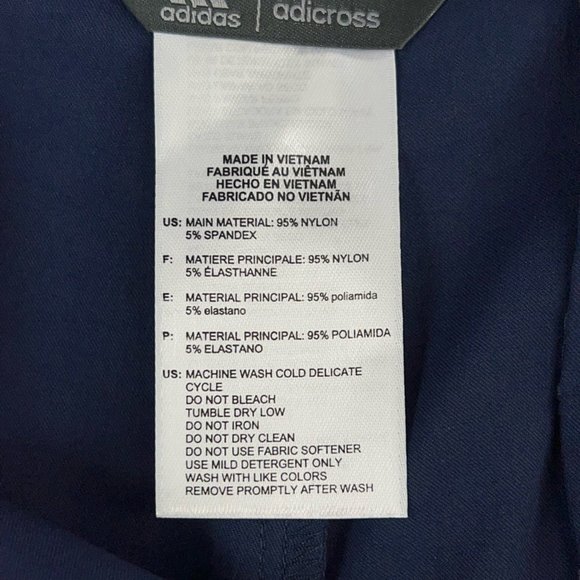 adidas adicross
MADE IN VIETNAM
FABRIQUÉ AU VIÊTNAM
HECHO EN VIETNAM
FABRICADO NO VIETNÃN
US: MAIN MATERIAL: 95% NYLON
5% SPANDEX
F: MATIERE PRINCIPALE: 95% NYLON
5% ÉLASTHANNE
E: MATERIAL PRINCIPAL: 95% poliamida
5% elastano
P: MATERIAL PRINCIPAL: 95% POLIAMIDA
5% ELASTANO
US: MACHINE WASH COLD DELICATE
CYCLE
DO NOT BLEACH
TUMBLE DRY LOW
DO NOT IRON
DO NOT DRY CLEAN
DO NOT USE FABRIC SOFTENER
USE MILD DETERGENT ONLY
WASH WITH LIKE COLORS
REMOVE PROMPTLY AFTER WASH